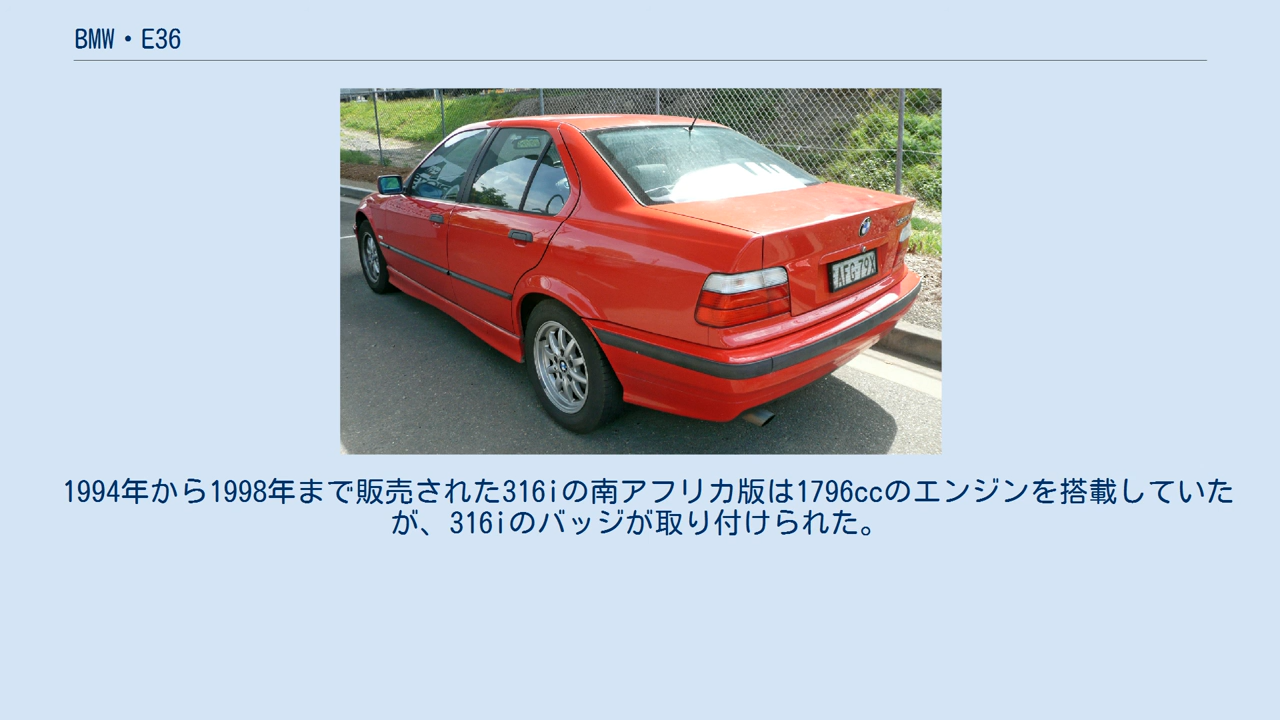 BMW・E36
AFG·79X
1994年から1998年まで販売された316iの南アフリカ版は1796ccのエンジンを搭載していた
が、316iのバッジが取り付けられた。